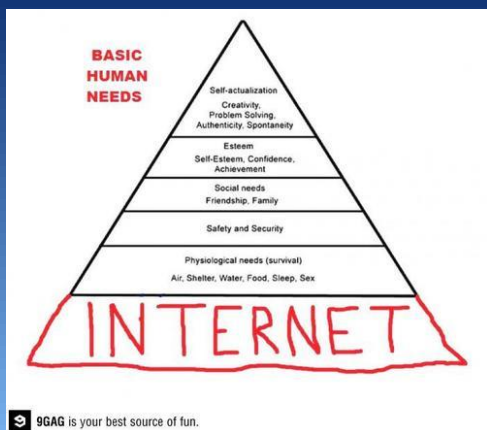 BASIC
HUMAN
NEEDS
Self-actualization
Creativity,
Problem Solving,
Authenticity, Spontaneity
Esteem
Self-Esteem, Confidence,
Achievement
Social needs
Friendship, Family
Safety and Security
Physiological needs (survival)
Air, Shelter, Water, Food, Sleep, Sex
INTERNET
9GAG is your best source of fun.